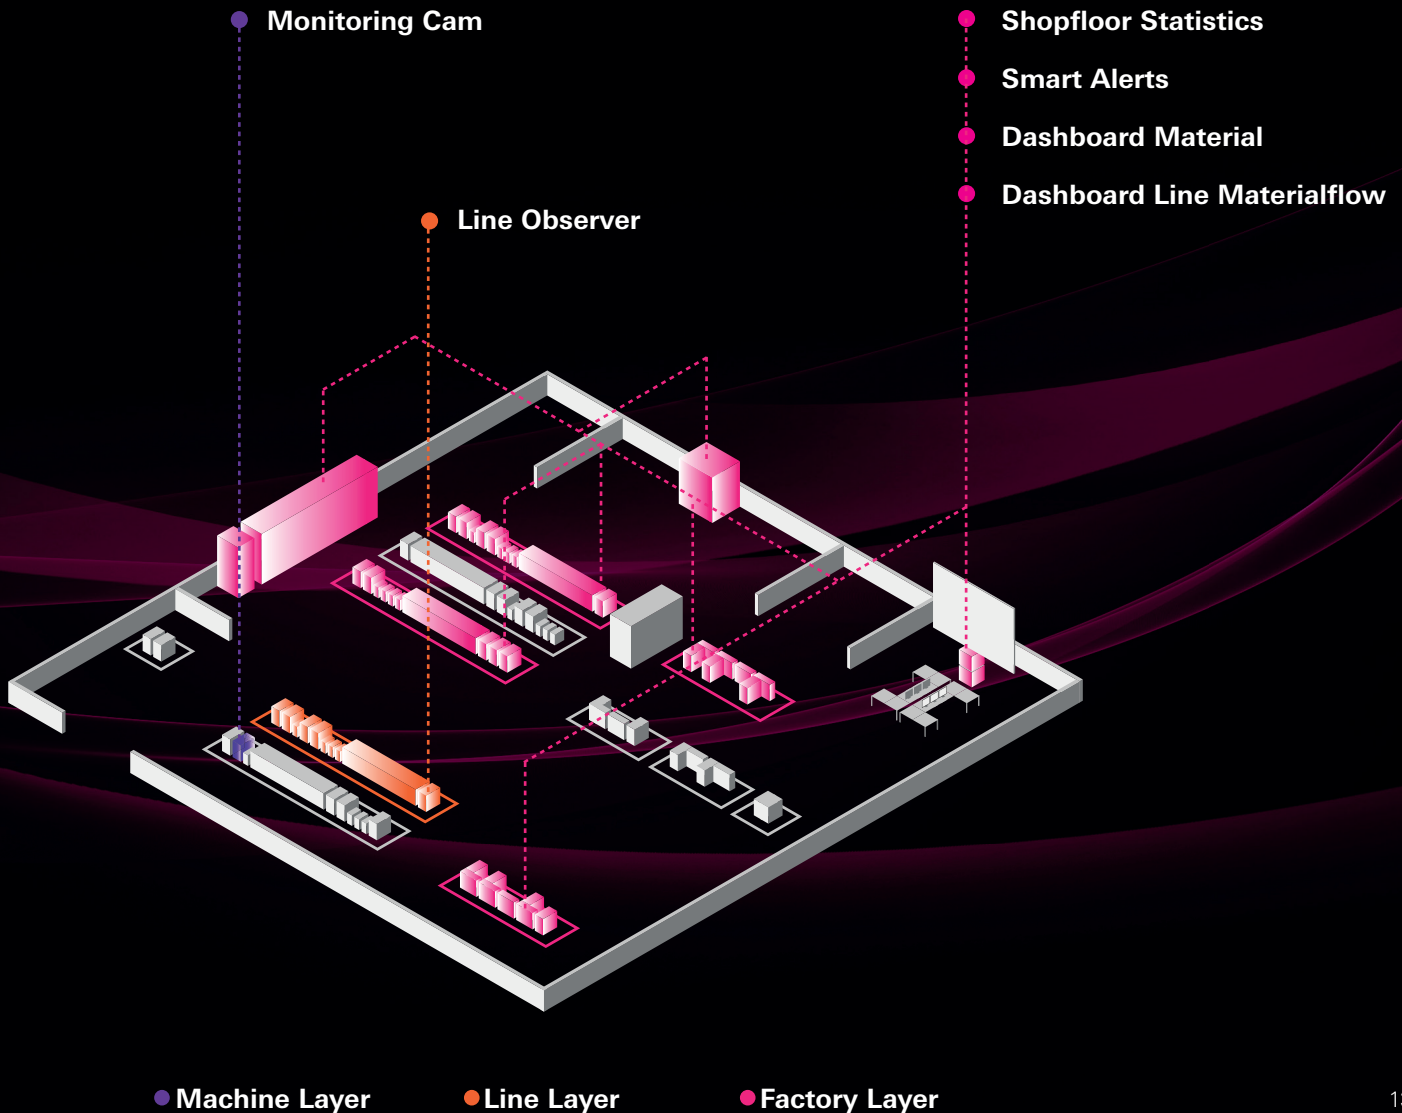 Monitoring Cam
Shopfloor Statistics
Smart Alerts
Dashboard Material
Dashboard Line Materialflow
Line Observer
Machine Layer
Line Layer
Factory Layer